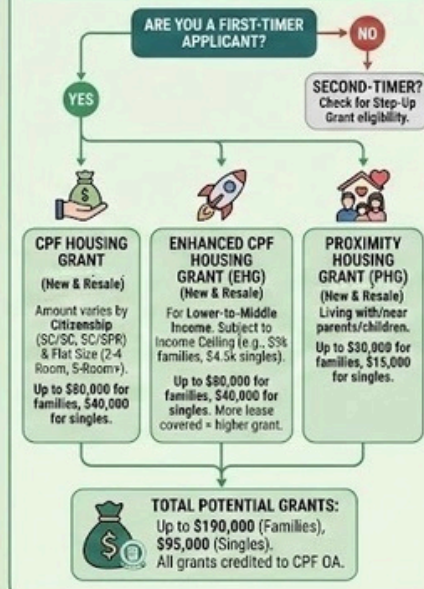 ARE YOU A FIRST-TIMER
APPLICANT?
NO
YES
SECOND-TIMER?
Check for Step-Up
Grant eligibility.
$
CPF HOUSING
GRANT
(New & Resale)
Amount varies by
Citizenship
(SC/SC, SC/SPR)
& Flat Size (2-4
Room, 5-Room+).
Up to $80,000 for
families, $40,000
for singles.
ENHANCED CPF
HOUSING
GRANT (EHG)
(New & Resale)
For Lower-to-Middle
Income. Subject to
Income Ceiling (e.g.,
families, $4.5k singles).
Up to $80,000 for
families, $40,000 for
singles. More lease
covered = higher grant.
PROXIMITY
HOUSING
GRANT (PHG)
(New & Resale)
Living with/near
parents/children.
Up to $30,000 for
families, $15,000
for singles.
$
TOTAL POTENTIAL GRANTS:
Up to $190,000 (Families),
$95,000 (Singles).
All grants credited to CPF OA.